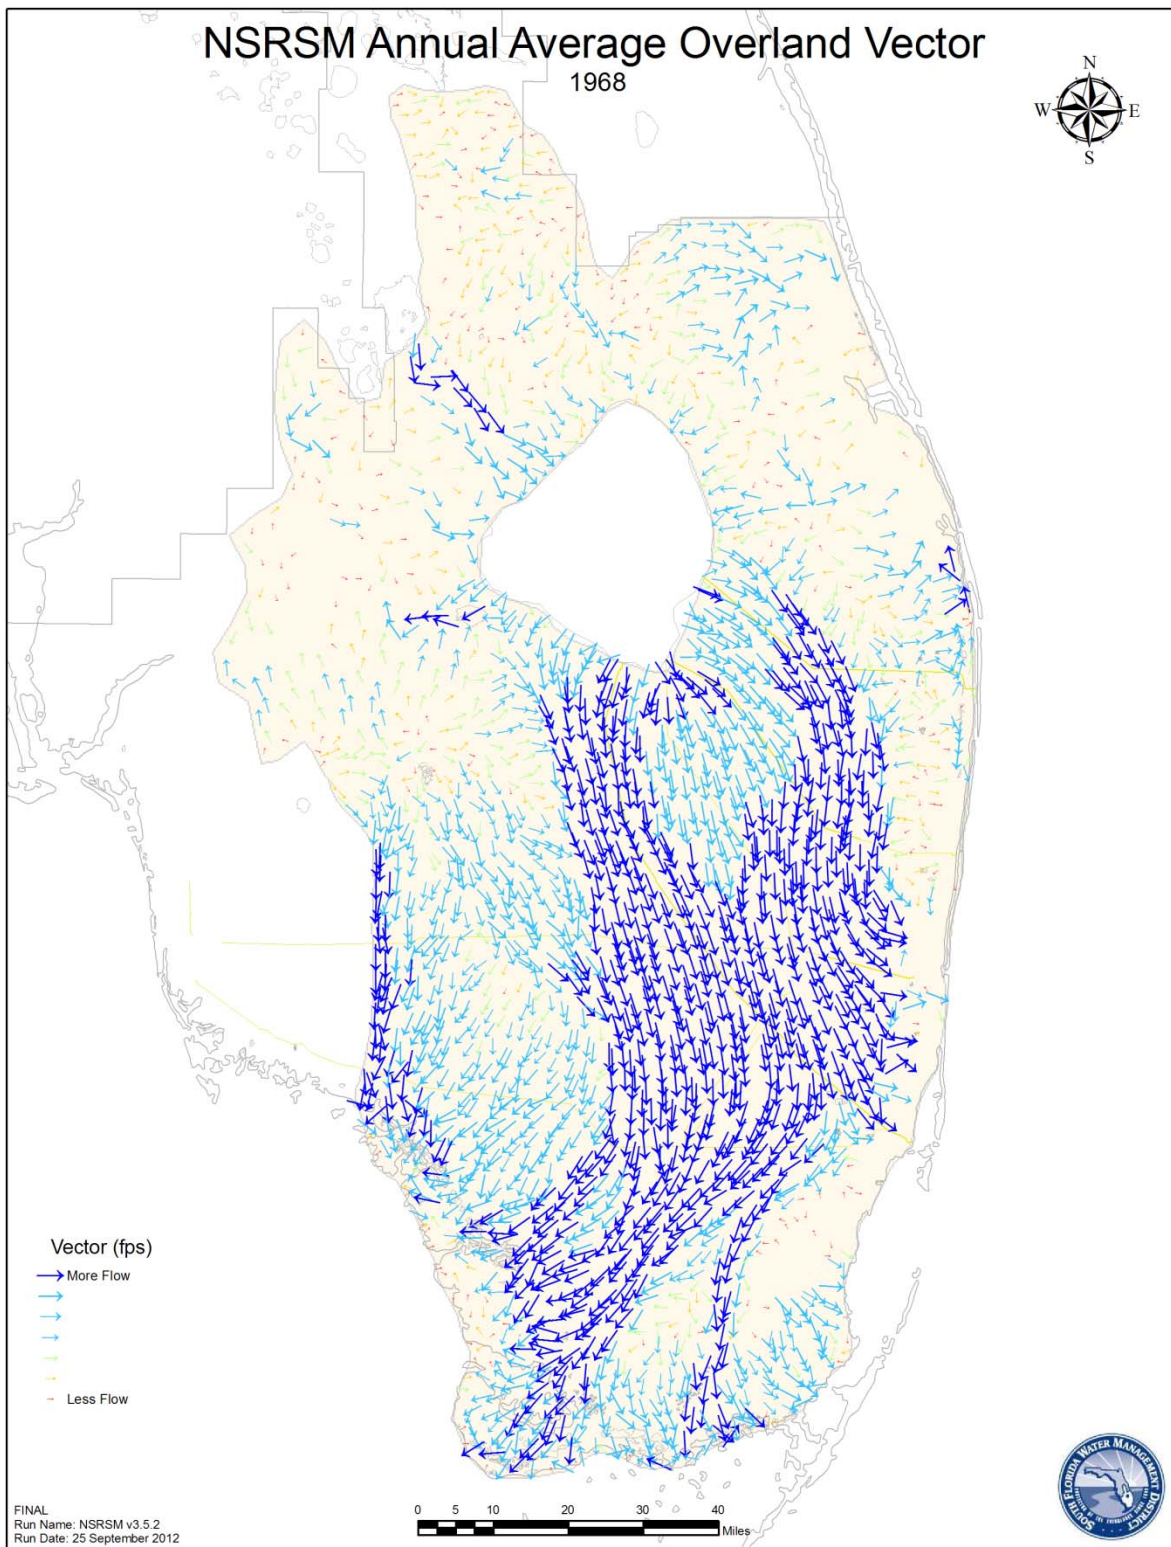 NSRSM Annual Average Overland Vector
1968
N
W E
S
Vector (fps)
More Flow
Less Flow
FINAL
Run Name: NSRSM v3.5.2
Run Date: 25 September 2012
0 5 10 20 30 40
Miles
SOUTH FLORIDA WATER MANAGEMENT DISTRICT